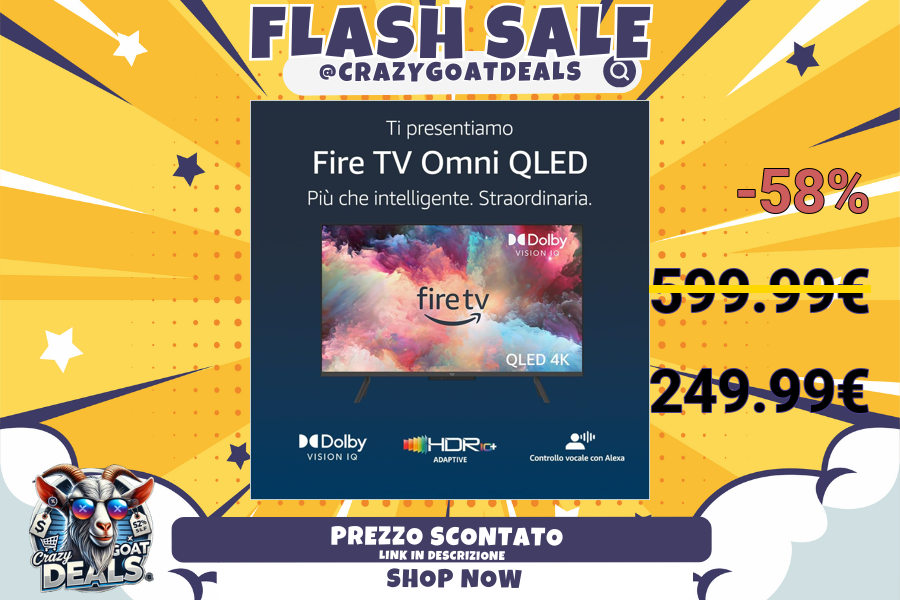 FLASH SALE
@CRAZYGOATDEALS
Ti presentiamo
Fire TV Omni QLED
Più che intelligente. Straordinaria.
-58%
Dolby
VISION IQ
fire tv
QLED 4K
599.99€
249.99€
Dolby
VISION IQ
HDR10+
ADAPTIVE
Controllo vocale con Alexa
$
52%
Crazy
GOAT
DEALS
PREZZO SCONTATO
LINK IN DESCRIZIONE
SHOP NOW